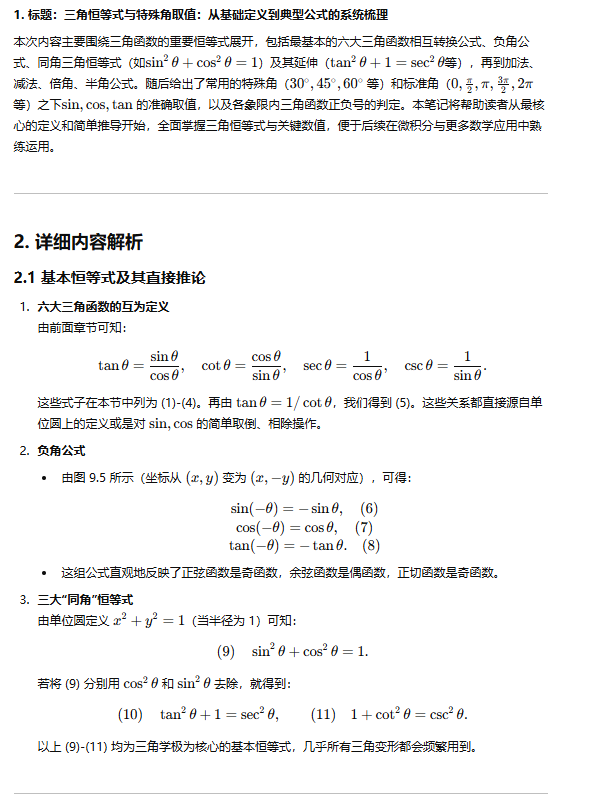 1. 标题：三角恒等式与特殊角取值：从基础定义到典型公式的系统梳理
本次内容主要围绕三角函数的重要恒等式展开，包括最基本的六大三角函数相互转换公式、负角公
式、同角三角恒等式（如sin² θ + cos² θ = 1）及其延伸（tan² θ + 1 = sec² θ等），再到加法、
减法、倍角、半角公式。随后给出了常用的特殊角（30°, 45°, 60° 等）和标准角（0, π/2, π, 3π/2, 2π
等）之下sin, cos, tan 的准确取值，以及各象限内三角函数正负号的判定。本笔记将帮助读者从最核
心的定义和简单推导开始，全面掌握三角恒等式与关键数值，便于后续在微积分与更多数学应用中熟
练运用。
2. 详细内容解析
2.1 基本恒等式及其直接推论
1. 六大三角函数的互为定义
由前面章节可知：
tan θ = sin θ / cos θ, cot θ = cos θ / sin θ, sec θ = 1 / cos θ, csc θ = 1 / sin θ.
这些式子在本节中列为 (1)-(4)。再由 tan θ = 1/ cot θ，我们得到 (5)。这些关系都直接源自单
位圆上的定义或是对 sin, cos 的简单取倒、相除操作。
2. 负角公式
• 由图 9.5 所示（坐标从 (x, y) 变为 (x, −y) 的几何对应），可得：
sin(−θ) = − sin θ, (6)
cos(−θ) = cos θ, (7)
tan(−θ) = − tan θ. (8)
• 这组公式直观地反映了正弦函数是奇函数，余弦函数是偶函数，正切函数是奇函数。
3. 三大“同角”恒等式
由单位圆定义 x² + y² = 1（当半径为 1）可知：
(9) sin² θ + cos² θ = 1.
若将 (9) 分别用 cos² θ 和 sin² θ 去除，就得到：
(10) tan² θ + 1 = sec² θ, (11) 1 + cot² θ = csc² θ.
以上 (9)-(11) 均为三角学极为核心的基本恒等式，几乎所有三角变形都会频繁用到。